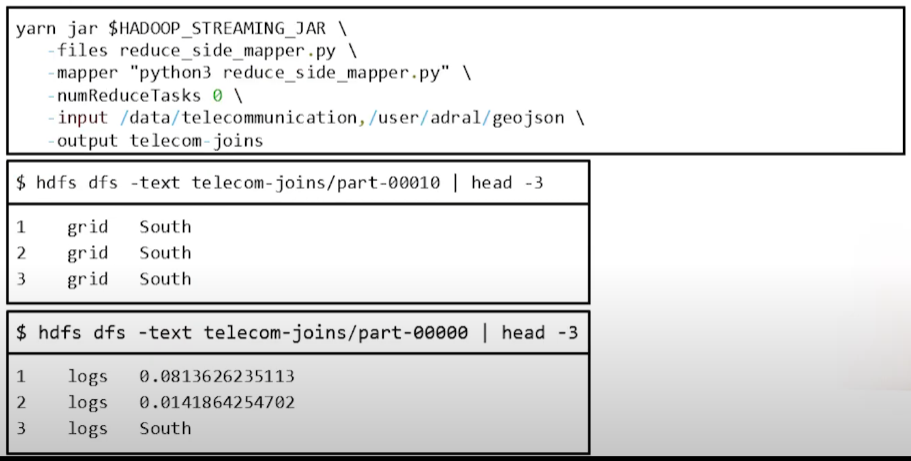 yarn jar $HADOOP_STREAMING_JAR \
-files reduce_side_mapper.py \
-mapper "python3 reduce_side_mapper.py" \
-numReduceTasks 0 \
-input /data/telecommunication,/user/adral/geojson \
-output telecom-joins
$ hdfs dfs -text telecom-joins/part-00010 | head -3
1 grid South
2 grid South
3 grid South
$ hdfs dfs -text telecom-joins/part-00000 | head -3
1 logs 0.0813626235113
2 logs 0.0141864254702
3 logs South